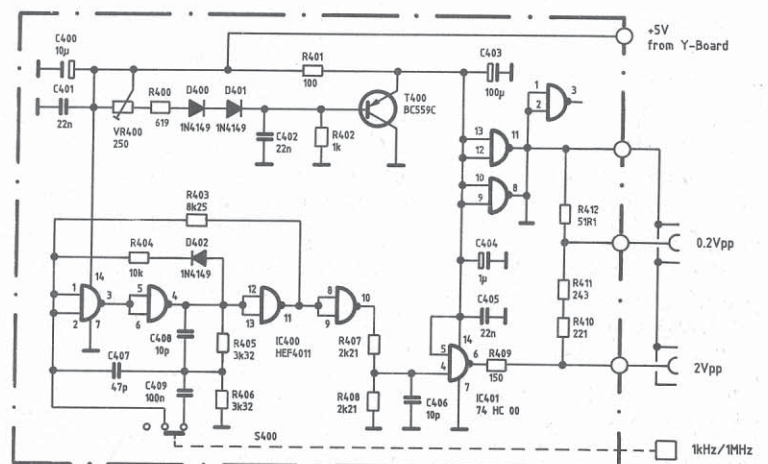 +5V
from Y-Board
C400
10µ
C401
22n
VR400
250
R400
619
D400
1N4149
D401
1N4149
C402
22n
R401
100
R402
1k
T400
BC559C
C403
100µ
1
2
3
13
12
11
10
9
8
R412
51R1
0.2Vpp
R411
243
R410
221
2Vpp
R403
8k25
R404
10k
D402
1N4149
14
1
2
3
7
5
6
4
12
13
11
IC400
HEF4011
8
9
10
C408
10p
R405
3k32
C407
47p
C409
100n
R406
3k32
R407
2k21
R408
2k21
C406
10p
C404
1µ
C405
22n
14
5
4
6
7
R409
150
IC401
74 HC 00
S400
1kHz/1MHz